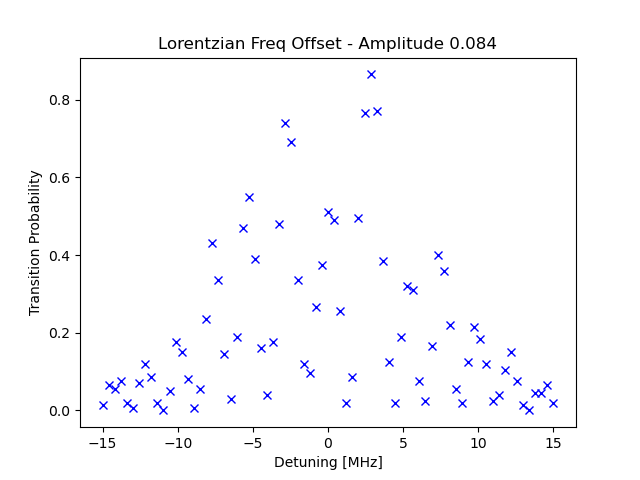 Lorentzian Freq Offset - Amplitude 0.084
Transition Probability
0.8
0.6
0.4
0.2
0.0
−15 −10 −5 0 5 10 15
Detuning [MHz]